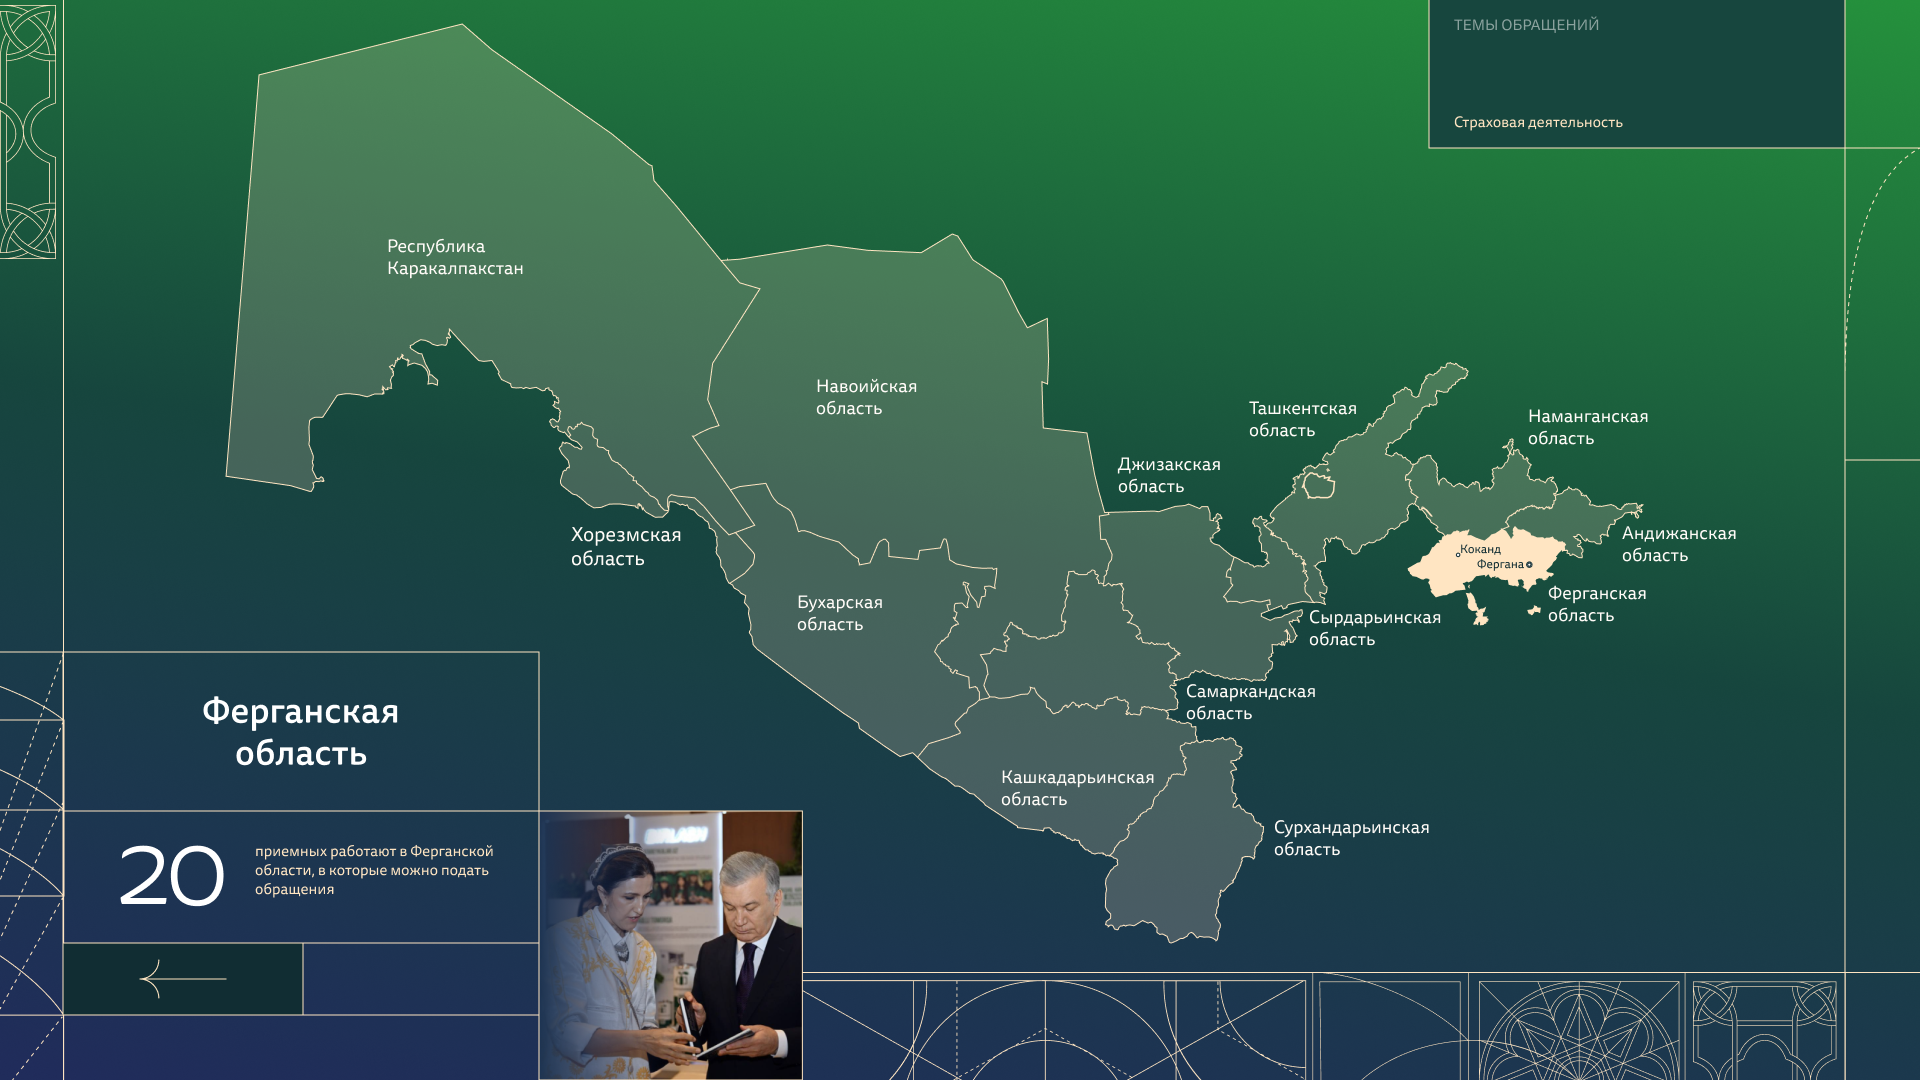 ТЕМЫ ОБРАЩЕНИЙ
Страховая деятельность
Республика
Каракалпакстан
Навоийская
область
Ташкентская
область
Наманганская
область
Джизакская
область
Хорезмская
область
Андижанская
область
Коканд
Фергана
Ферганская
область
Бухарская
область
Сырдарьинская
область
Самаркандская
область
Кашкадарьинская
область
Сурхандарьинская
область
Ферганская
область
20
приемных работают в Ферганской
области, в которые можно подать
обращения